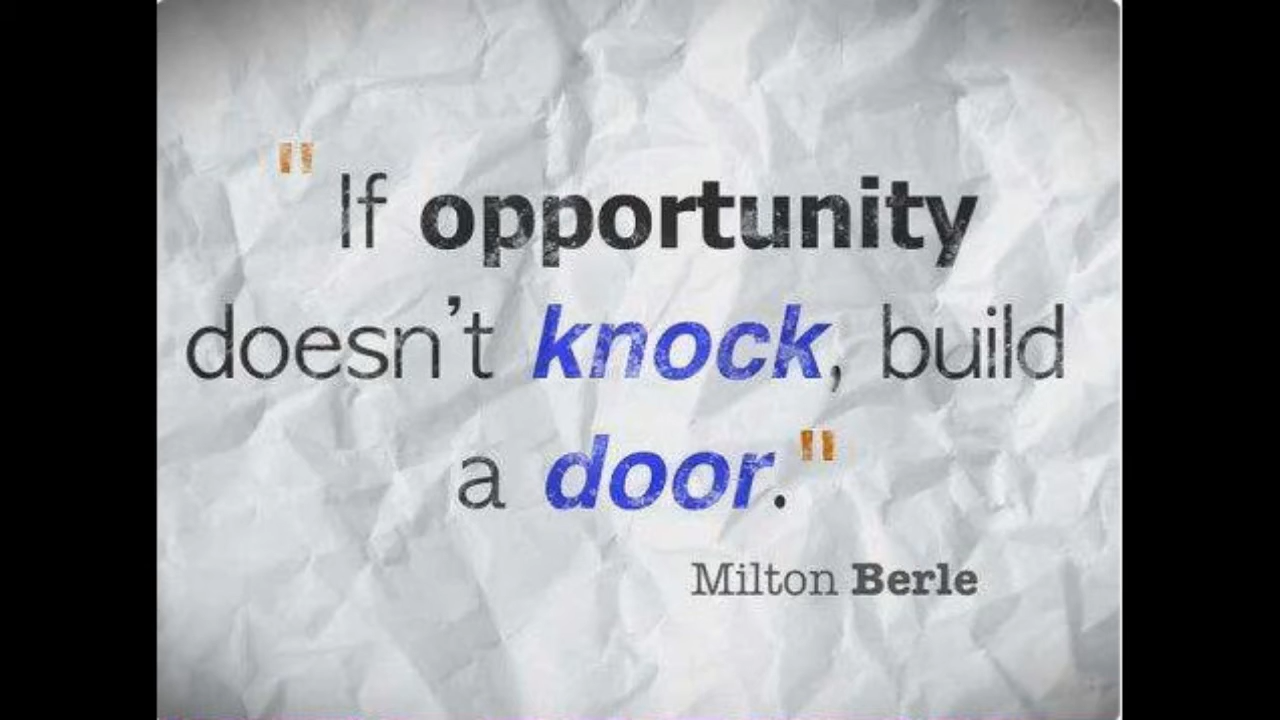 " If opportunity
doesn't knock, build
a door."
Milton Berle